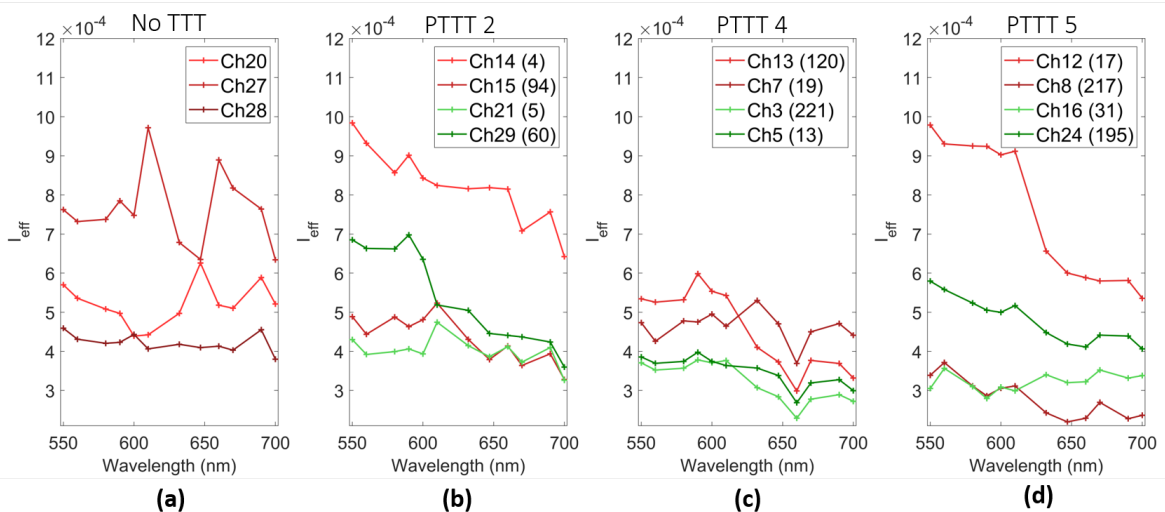 No TTT
×10⁻⁴
12
11
10
9
8
7
6
5
4
3
I_eff
550 600 650 700
Wavelength (nm)
Ch20
Ch27
Ch28
(a)
PTTT 2
×10⁻⁴
12
11
10
9
8
7
6
5
4
3
I_eff
550 600 650 700
Wavelength (nm)
Ch14 (4)
Ch15 (94)
Ch21 (5)
Ch29 (60)
(b)
PTTT 4
×10⁻⁴
12
11
10
9
8
7
6
5
4
3
I_eff
550 600 650 700
Wavelength (nm)
Ch13 (120)
Ch7 (19)
Ch3 (221)
Ch5 (13)
(c)
PTTT 5
×10⁻⁴
12
11
10
9
8
7
6
5
4
3
I_eff
550 600 650 700
Wavelength (nm)
Ch12 (17)
Ch8 (217)
Ch16 (31)
Ch24 (195)
(d)